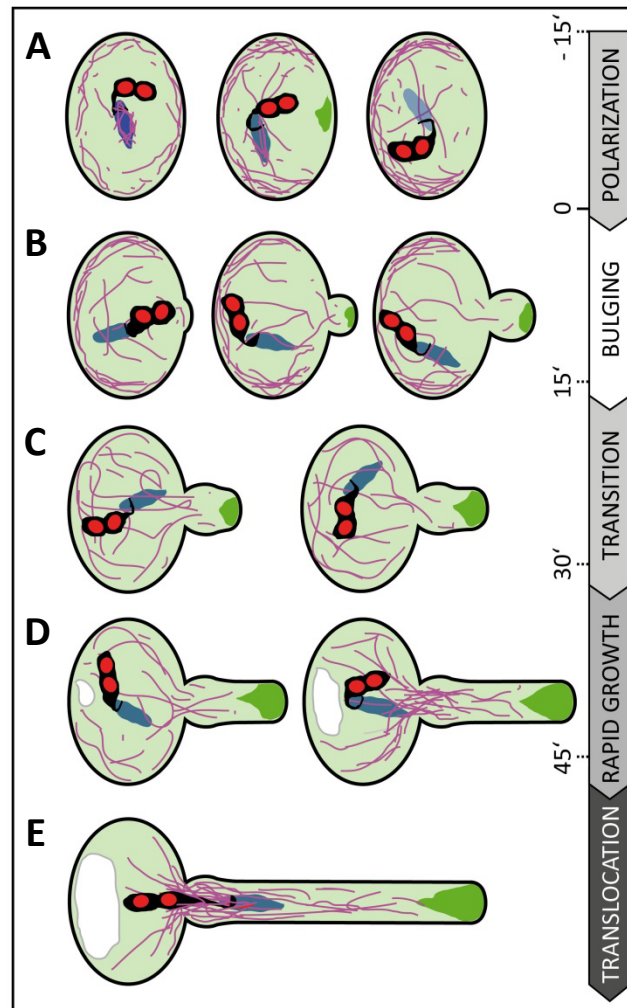 A
B
C
D
E
-15‘
POLARIZATION
0
BULGING
15‘
TRANSITION
30‘
RAPID GROWTH
45‘
TRANSLOCATION